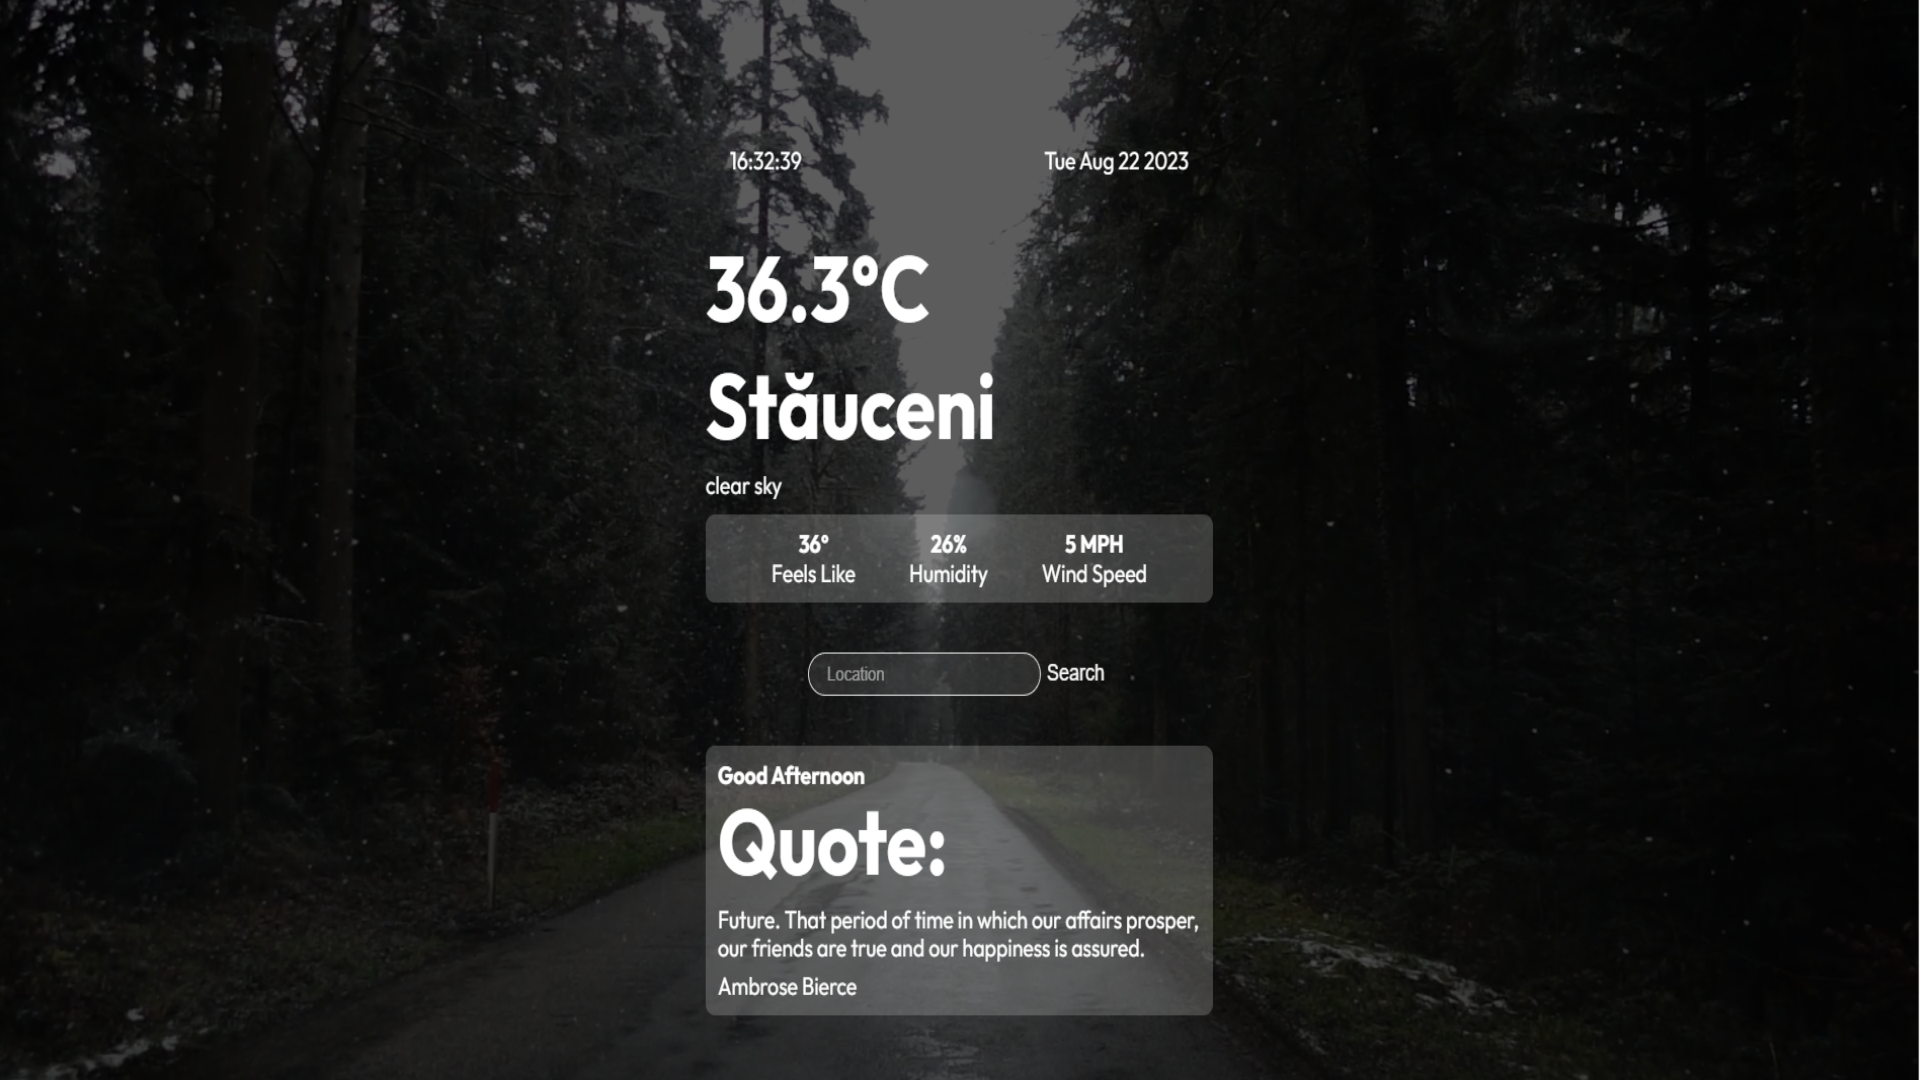 16:32:39 Tue Aug 22 2023
36.3°C
Stăuceni
clear sky
36° 26% 5 MPH
Feels Like Humidity Wind Speed
Location Search
Good Afternoon
Quote:
Future. That period of time in which our affairs prosper,
our friends are true and our happiness is assured.
Ambrose Bierce